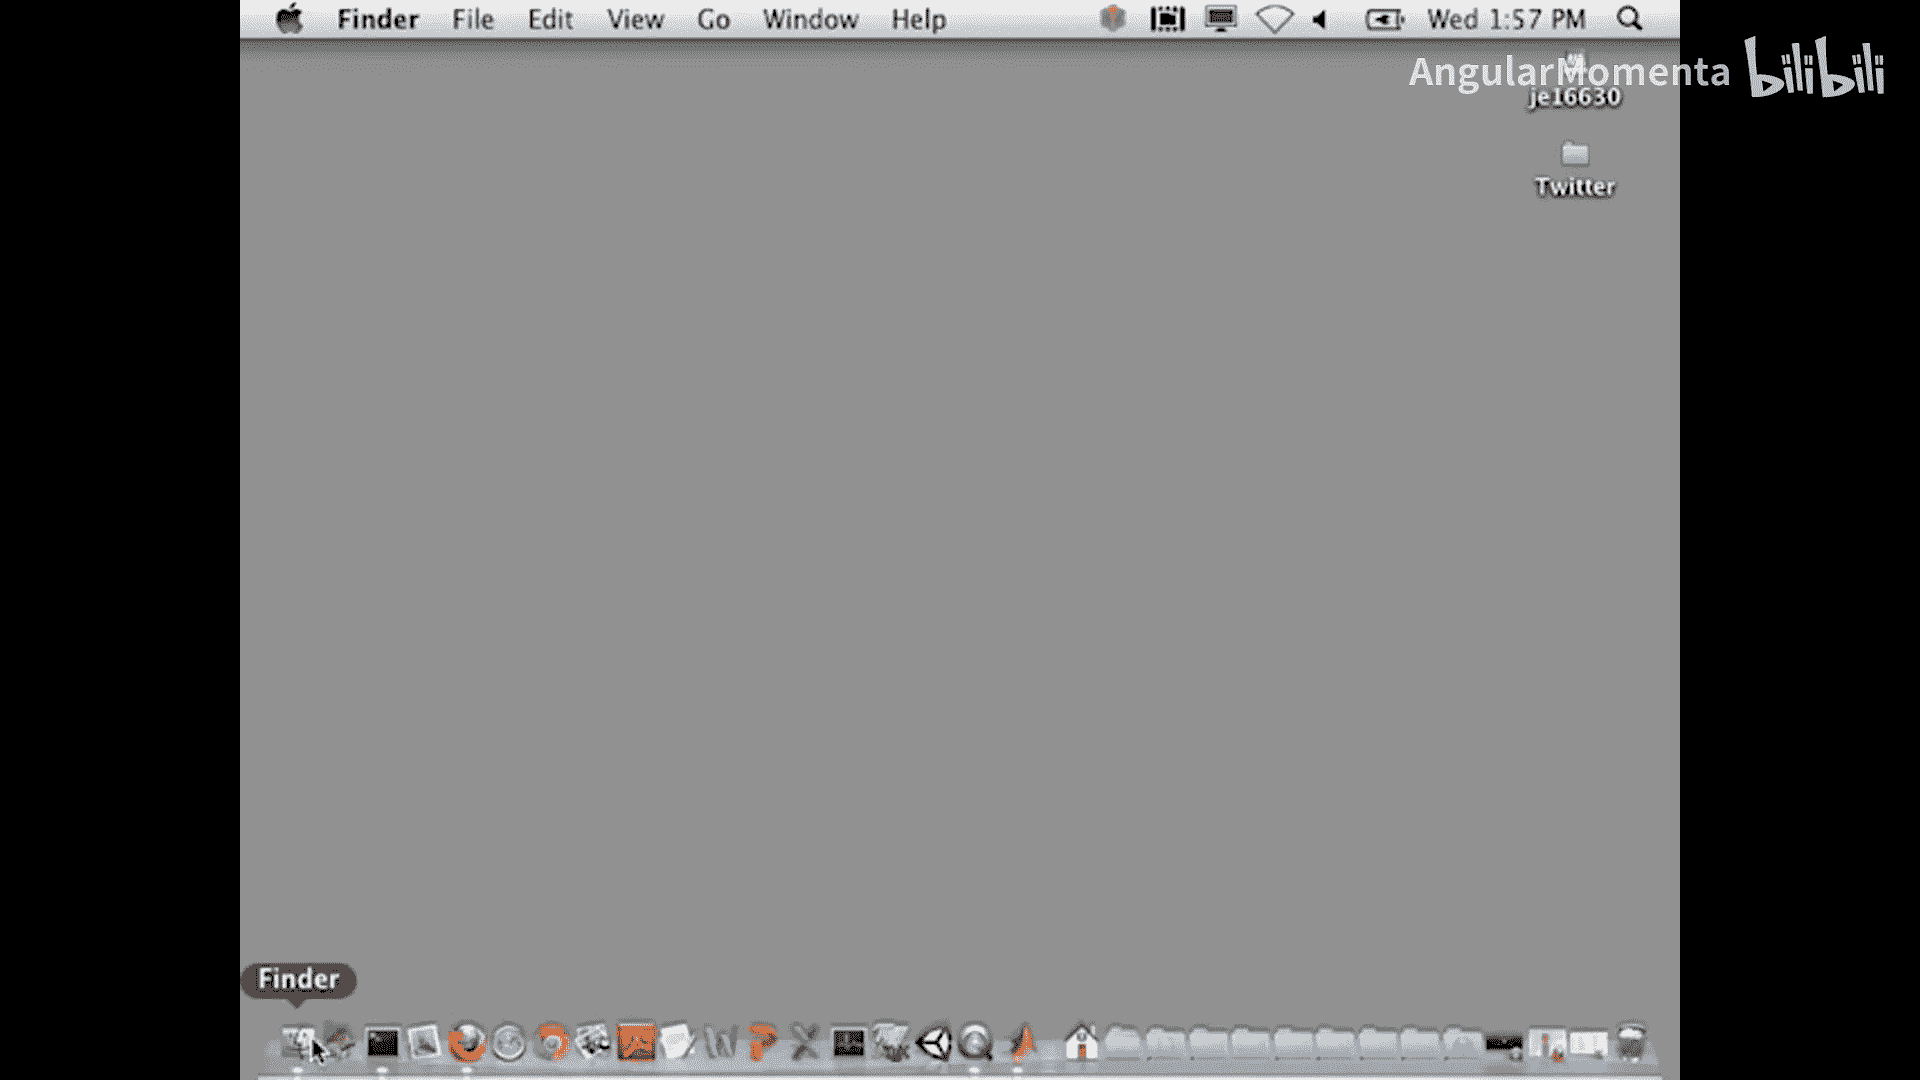 Finder File Edit View Go Window Help Wed 1:57 PM
AngularMomenta bilibili
je16630
Twitter
Finder